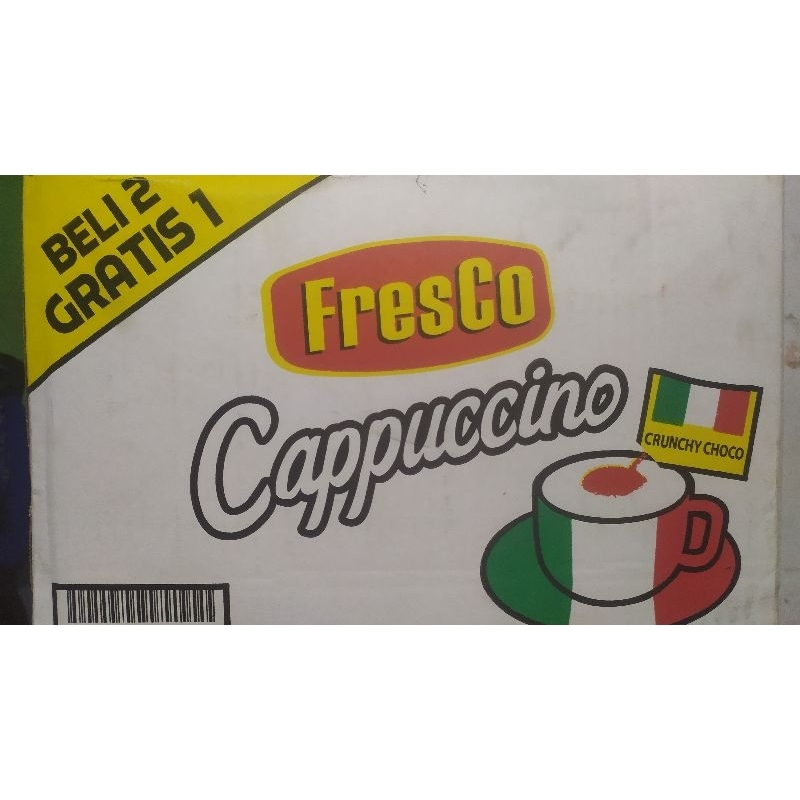 BELI 2
GRATIS 1
FresCo
Cappuccino
CRUNCHY CHOCO